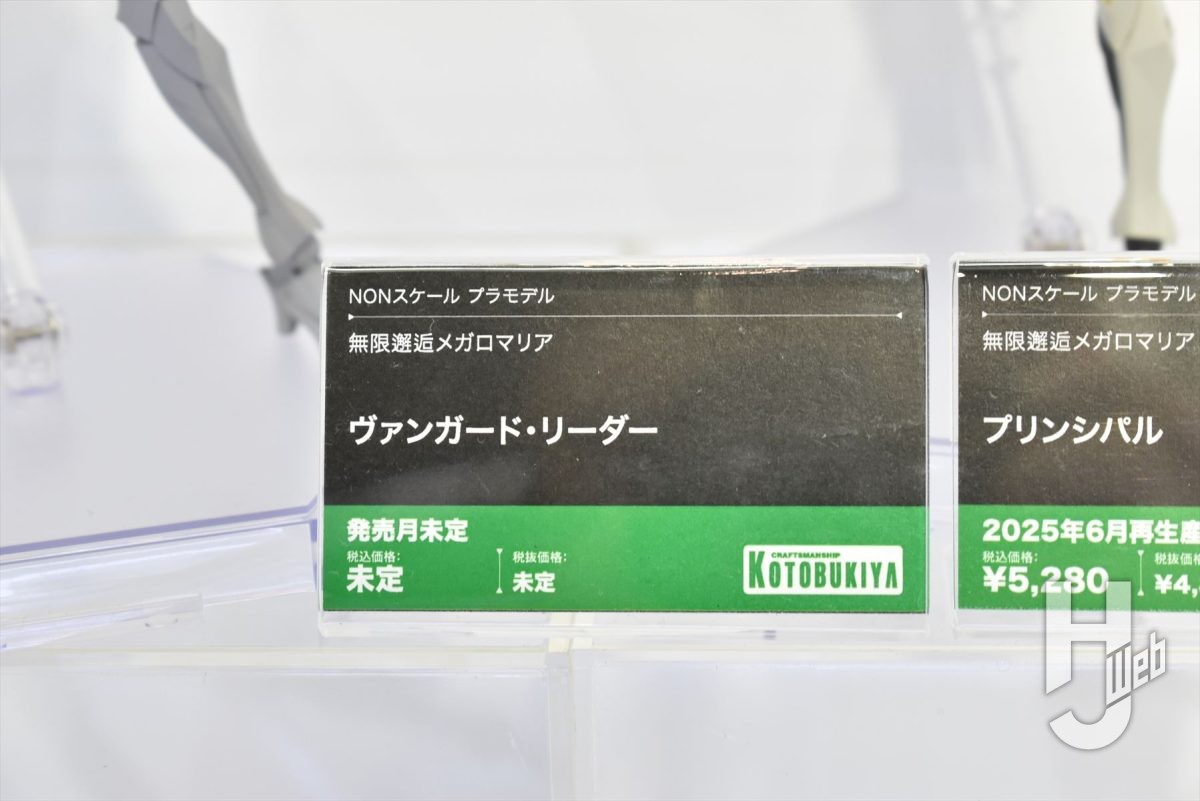 NONスケール プラモデル
無限邂逅メガロマリア
ヴァンガード・リーダー
発売月未定
税込価格:
未定
税抜価格:
未定
CRAFTSMANSHIP
KOTOBUKIYA
NONスケール プラモデル
無限邂逅メガロマリア
プリンシパル
2025年6月再生産
税込価格:
¥5,280
税抜価格
¥4,
HJ Web